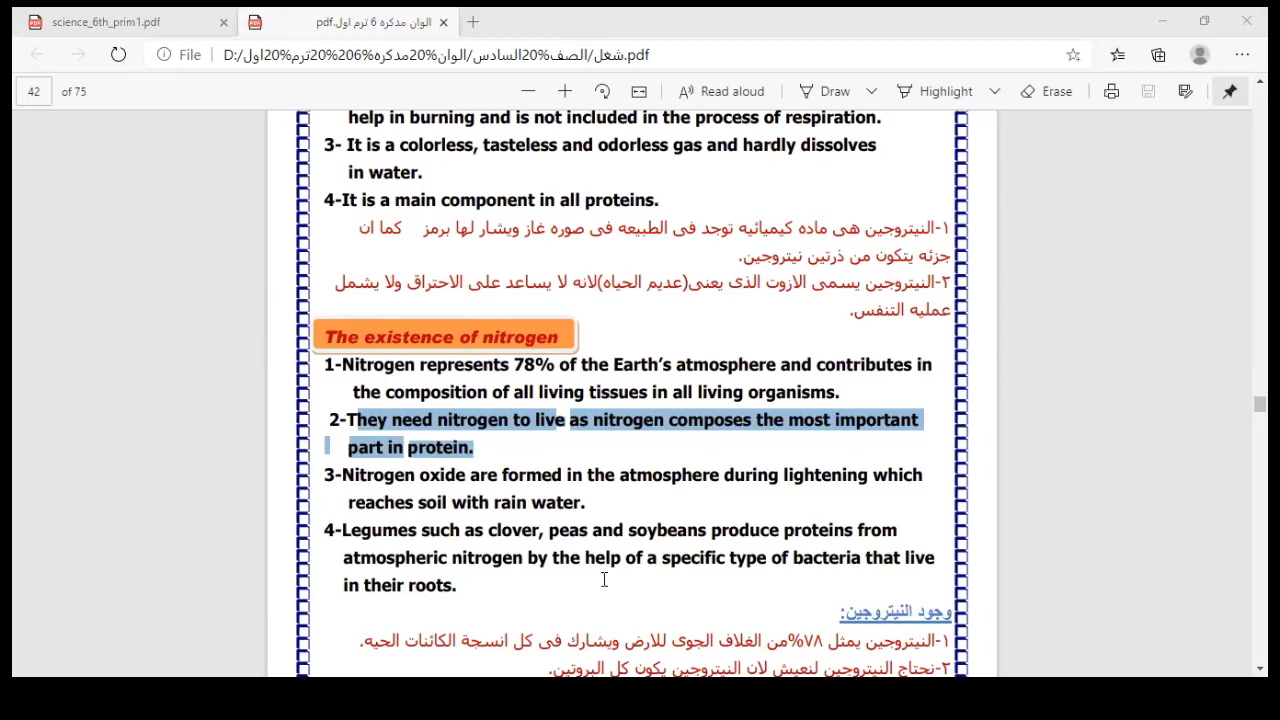 science_6th_prim1.pdf
الوان مدكره 6 ترم اول.pdf
File
D:/شغل/الصف%20السادس/الوان%20مدكره%206%20ترم%20اول.pdf
42 of 75
Read aloud
Draw
Highlight
Erase
help in burning and is not included in the process of respiration.
3- It is a colorless, tasteless and odorless gas and hardly dissolves
in water.
4-It is a main component in all proteins.
١-النيتروجين هى ماده كيميائيه توجد فى الطبيعه فى صوره غاز ويشار لها برمز كما ان
جزئه يتكون من ذرتين نيتروجين.
٢-النيتروجين يسمى الازوت الذى يعنى(عديم الحياه)لانه لا يساعد على الاحتراق ولا يشمل
عمليه التنفس.
The existence of nitrogen
1-Nitrogen represents 78% of the Earth's atmosphere and contributes in
the composition of all living tissues in all living organisms.
2-They need nitrogen to live as nitrogen composes the most important
part in protein.
3-Nitrogen oxide are formed in the atmosphere during lightening which
reaches soil with rain water.
4-Legumes such as clover, peas and soybeans produce proteins from
atmospheric nitrogen by the help of a specific type of bacteria that live
in their roots.
وجود النيتروجين:
١-النيتروجين يمثل ٧٨%من الغلاف الجوى للارض ويشارك فى كل انسجة الكائنات الحيه.
٢-نحتاج النيتروجين لنعيش لان النيتروجين يكون كل البروتين.